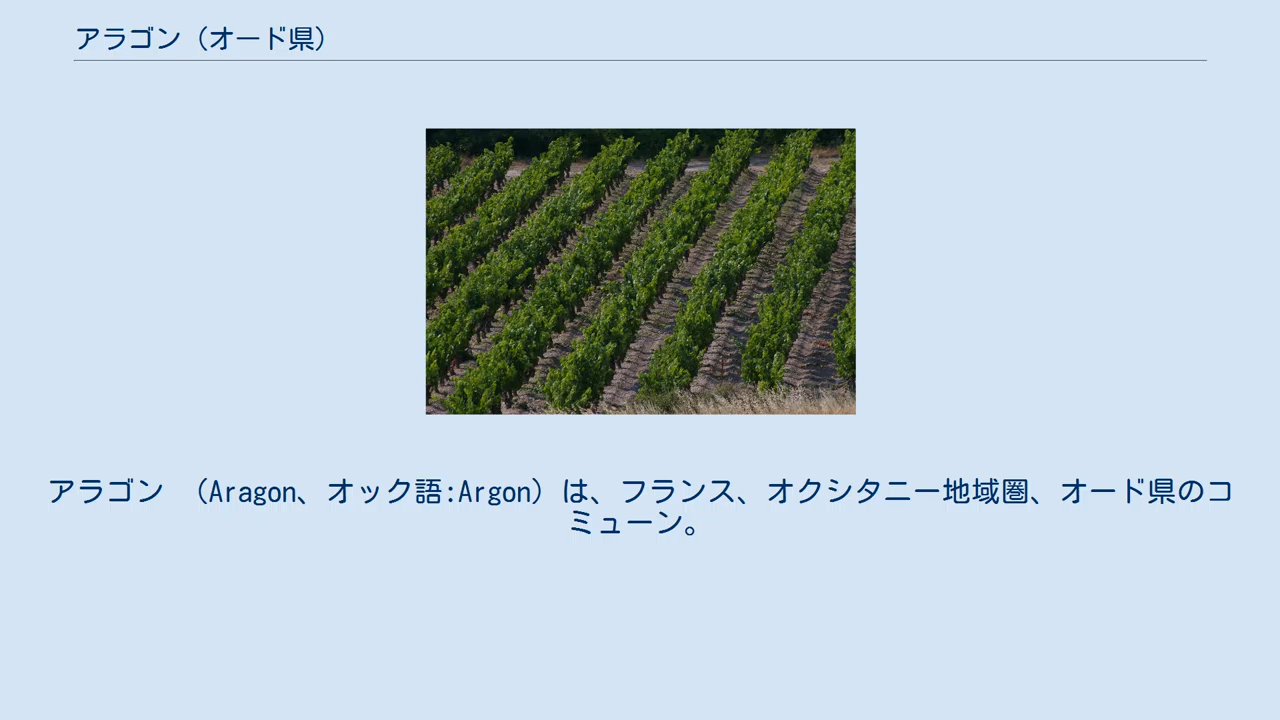 アラゴン（オード県）
アラゴン （Aragon、オック語:Argon）は、フランス、オクシタニー地域圏、オード県のコ
ミューン。